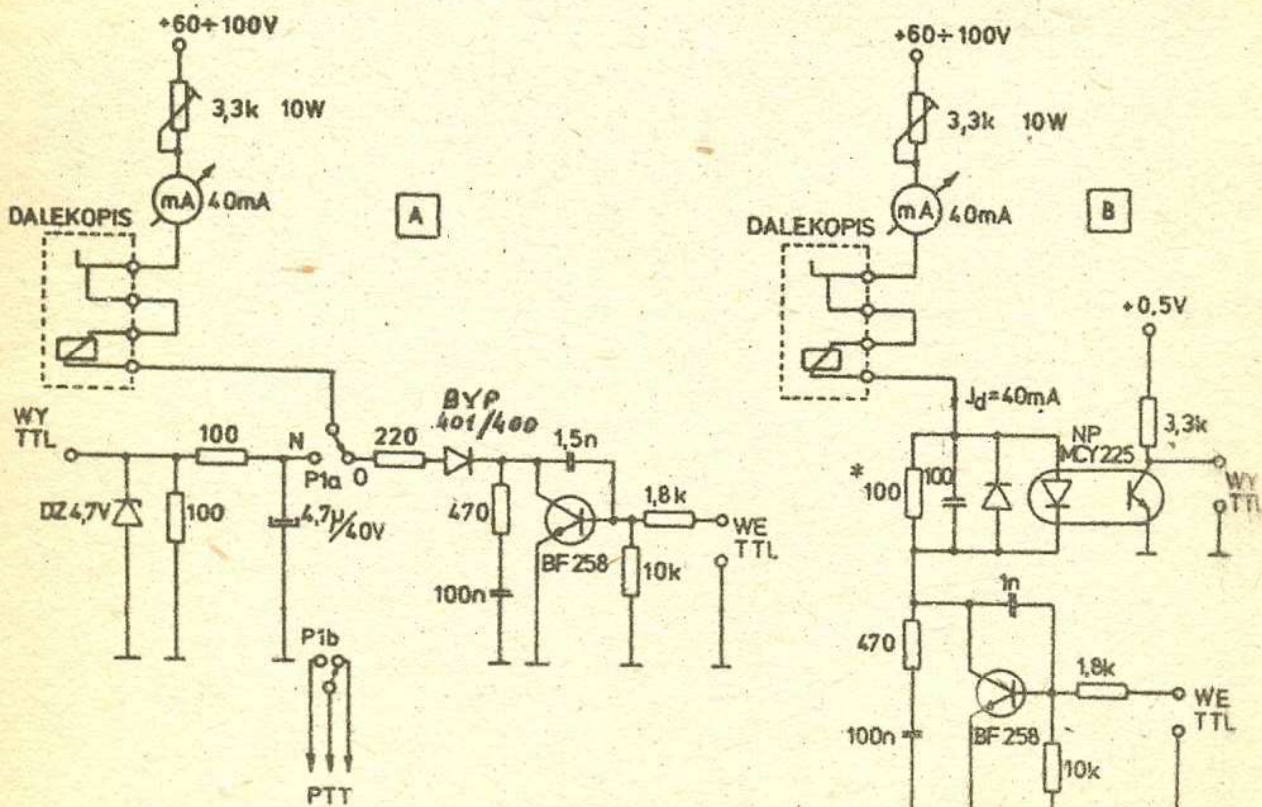 +60÷100V
3,3k 10W
mA 40mA
A
DALEKOPIS
WY
TTL
100
N
P1a
O
220
BYP
401/400
1,5n
DZ4,7V
100
4,7μ/40V
470
BF258
1,8k
WE
TTL
100n
10k
P1b
PTT
+60÷100V
3,3k 10W
mA 40mA
B
DALEKOPIS
+0,5V
Jd=40mA
3,3k
NP
MCY225
*
100
100
WY
TTL
1n
470
1,8k
WE
TTL
100n
BF258
10k